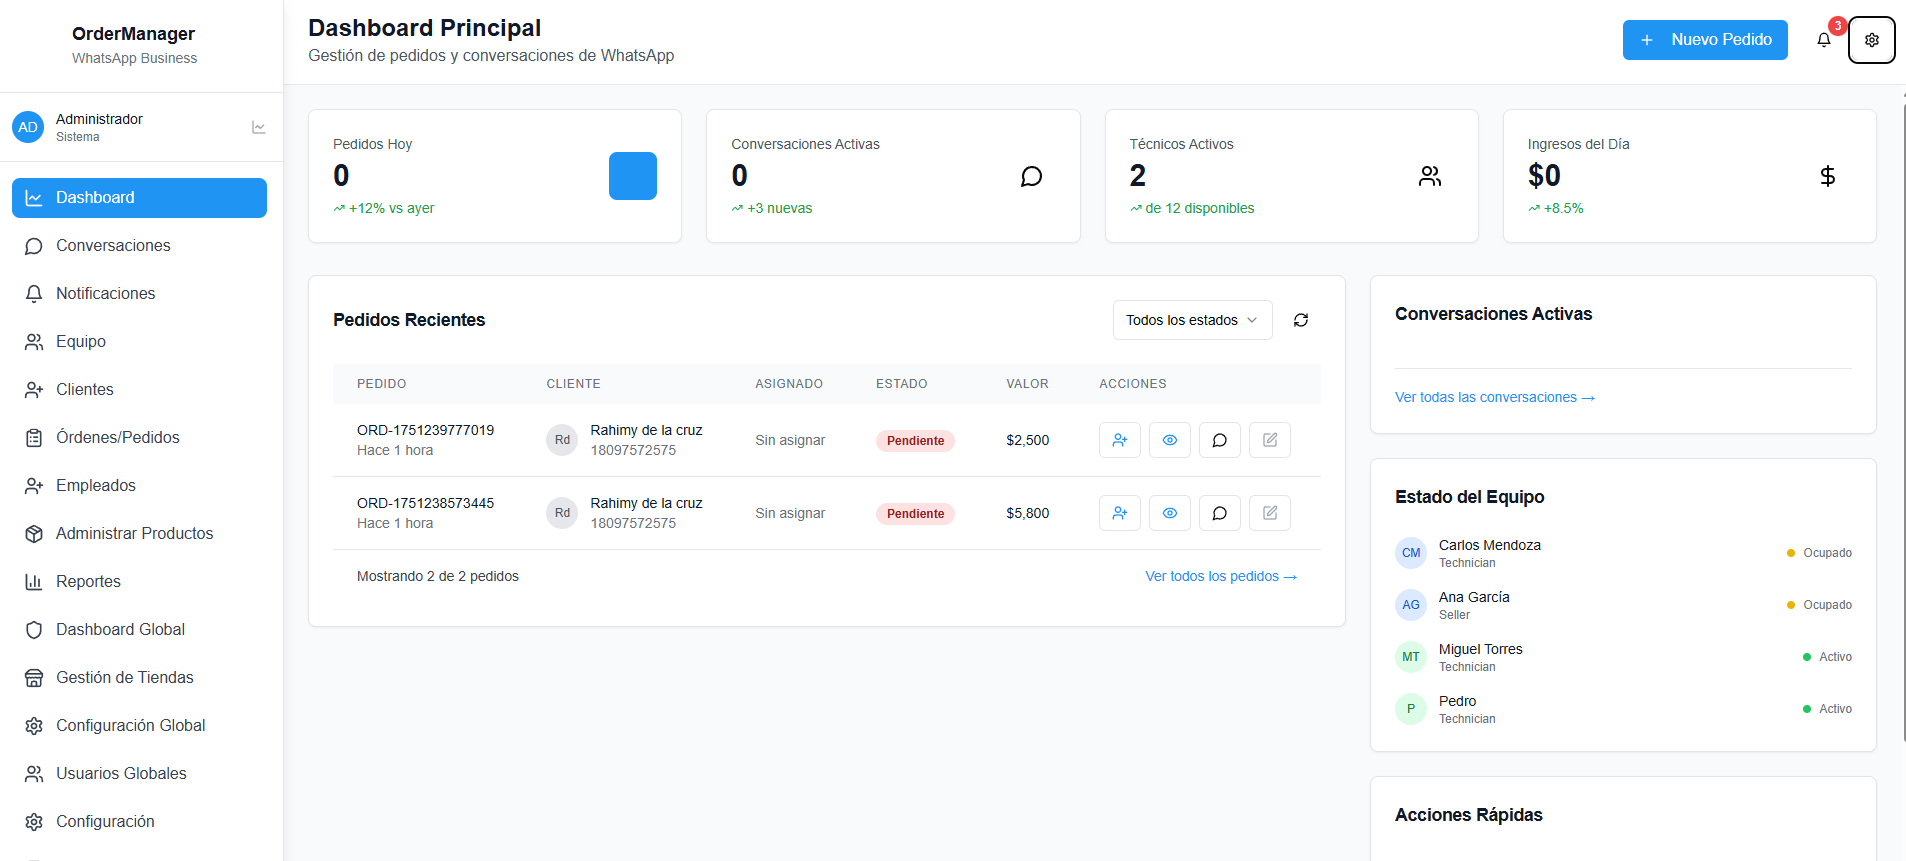 OrderManager
WhatsApp Business
AD
Administrador
Sistema
Dashboard
Conversaciones
Notificaciones
Equipo
Clientes
Órdenes/Pedidos
Empleados
Administrar Productos
Reportes
Dashboard Global
Gestión de Tiendas
Configuración Global
Usuarios Globales
Configuración
Dashboard Principal
Gestión de pedidos y conversaciones de WhatsApp
+ Nuevo Pedido
3
Pedidos Hoy
0
+12% vs ayer
Conversaciones Activas
0
+3 nuevas
Técnicos Activos
2
de 12 disponibles
Ingresos del Día
$0
+8.5%
Pedidos Recientes
Todos los estados
PEDIDO CLIENTE ASIGNADO ESTADO VALOR ACCIONES
ORD-1751239777019
Hace 1 hora
Rd
Rahimy de la cruz
18097572575
Sin asignar
Pendiente
$2,500
ORD-1751238573445
Hace 1 hora
Rd
Rahimy de la cruz
18097572575
Sin asignar
Pendiente
$5,800
Mostrando 2 de 2 pedidos
Ver todos los pedidos →
Conversaciones Activas
Ver todas las conversaciones →
Estado del Equipo
CM
Carlos Mendoza
Technician
Ocupado
AG
Ana García
Seller
Ocupado
MT
Miguel Torres
Technician
Activo
P
Pedro
Technician
Activo
Acciones Rápidas